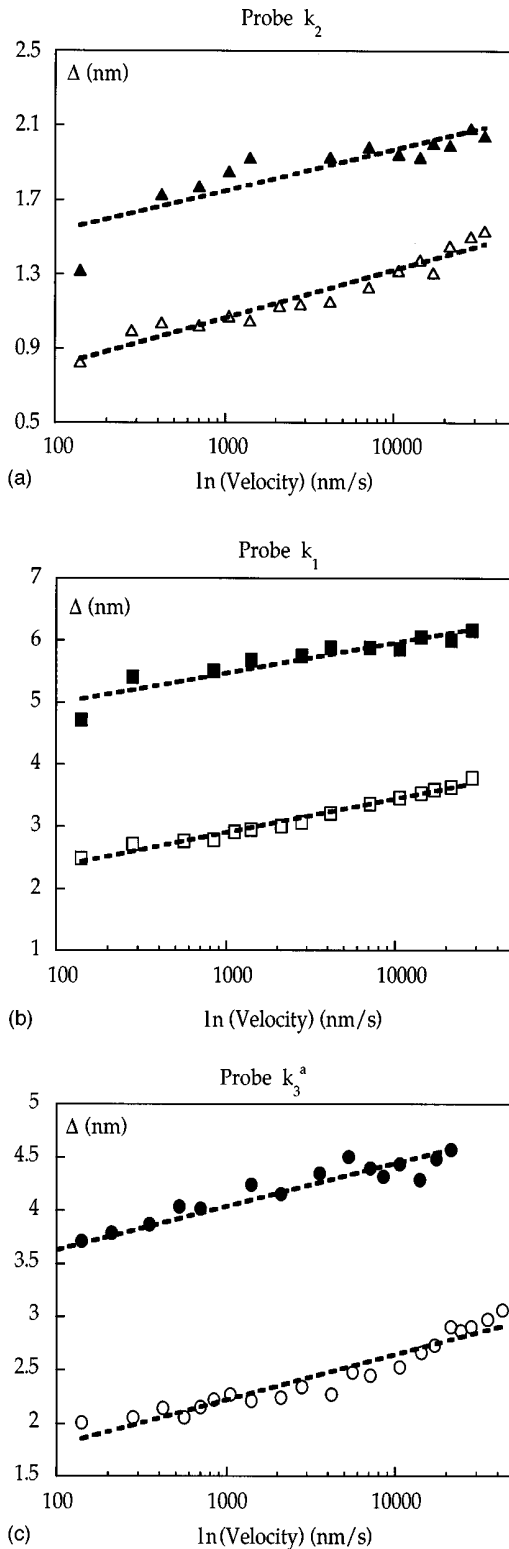 Probe k₂
2.5
Δ (nm)
2.1
1.7
1.3
0.9
0.5
100 1000 10000
(a) ln (Velocity) (nm/s)
Probe k₁
7
Δ (nm)
6
5
4
3
2
1
100 1000 10000
(b) ln (Velocity) (nm/s)
Probe k₃ᵃ
5
Δ (nm)
4.5
4
3.5
3
2.5
2
1.5
100 1000 10000
(c) ln(Velocity) (nm/s)